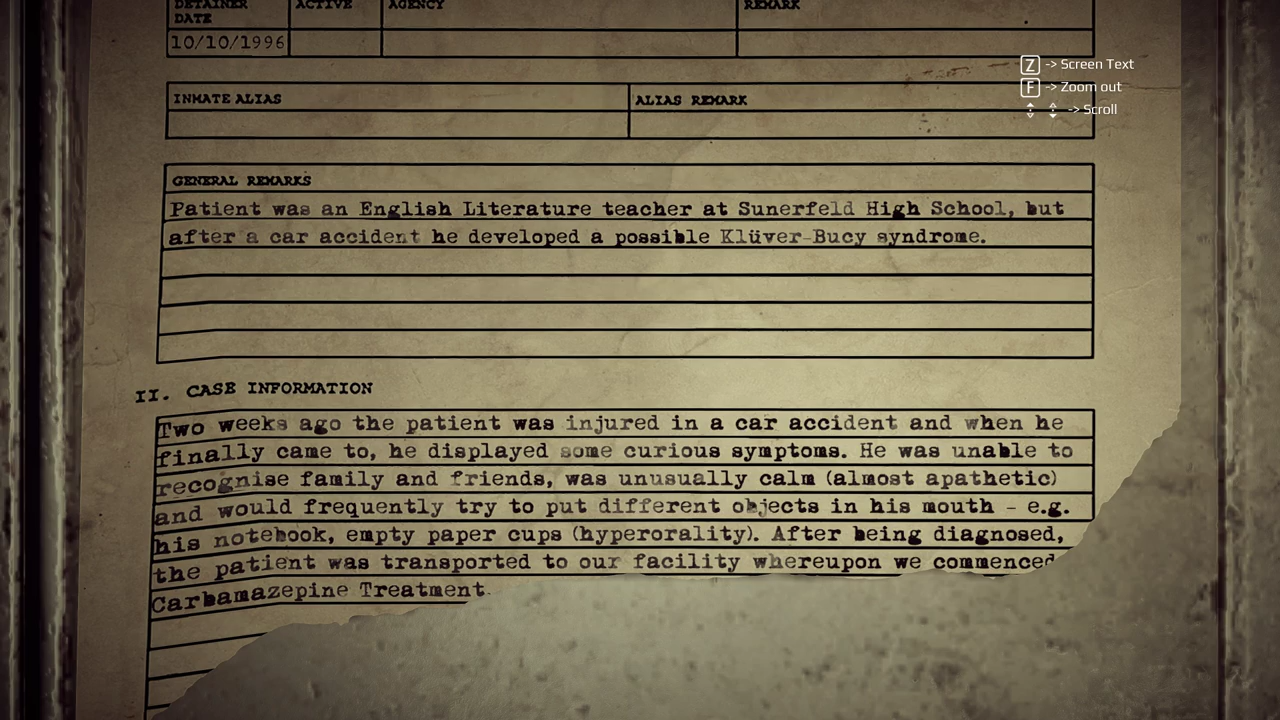 DETAINER ACTIVE AGENCY REMARK
DATE
10/10/1996
Z -> Screen Text
F -> Zoom out
-> Scroll
INMATE ALIAS ALIAS REMARK
GENERAL REMARKS
Patient was an English Literature teacher at Sunerfeld High School, but
after a car accident he developed a possible Klüver-Bucy syndrome.
II. CASE INFORMATION
Two weeks ago the patient was injured in a car accident and when he
finally came to, he displayed some curious symptoms. He was unable to
recognise family and friends, was unusually calm (almost apathetic)
and would frequently try to put different objects in his mouth - e.g.
his notebook, empty paper cups (hyperorality). After being diagnosed,
the patient was transported to our facility whereupon we commenced
Carbamazepine Treatment.